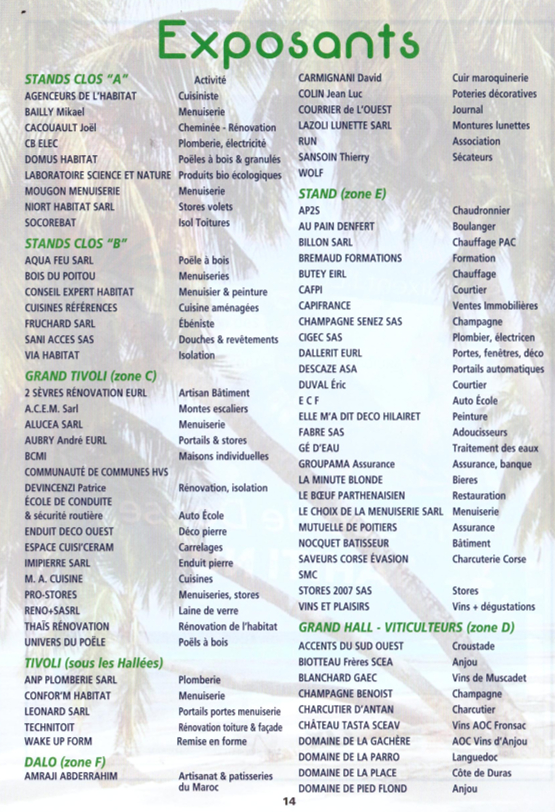 Exposants
STANDS CLOS "A" Activité
AGENCEURS DE L'HABITAT Cuisiniste
BAILLY Mikael Menuiserie
CACOUAULT Joël Cheminée - Rénovation
CB ELEC Plomberie, électricité
DOMUS HABITAT Poëles à bois & granulés
LABORATOIRE SCIENCE ET NATURE Produits bio écologiques
MOUGON MENUISERIE Menuiserie
NIORT HABITAT SARL Stores volets
SOCOREBAT Isol Toitures
STANDS CLOS "B"
AQUA FEU SARL Poële à bois
BOIS DU POITOU Menuiseries
CONSEIL EXPERT HABITAT Menuisier & peinture
CUISINES RÉFÉRENCES Cuisine aménagées
FRUCHARD SARL Ébéniste
SANI ACCES SAS Douches & revêtements
VIA HABITAT Isolation
GRAND TIVOLI (zone C)
2 SÈVRES RÉNOVATION EURL Artisan Bâtiment
A.C.E.M. Sarl Montes escaliers
ALUCEA SARL Menuiserie
AUBRY André EURL Portails & stores
BCMI Maisons individuelles
COMMUNAUTÉ DE COMMUNES HVS
DEVINCENZI Patrice Rénovation, isolation
ÉCOLE DE CONDUITE
& sécurité routière Auto École
ENDUIT DECO OUEST Déco pierre
ESPACE CUISI'CERAM Carrelages
IMIPIERRE SARL Enduit pierre
M. A. CUISINE Cuisines
PRO-STORES Menuiseries, stores
RENO+SASRL Laine de verre
THAÏS RÉNOVATION Rénovation de l'habitat
UNIVERS DU POÊLE Poëls à bois
TIVOLI (sous les Hallées)
ANP PLOMBERIE SARL Plomberie
CONFOR'M HABITAT Menuiserie
LEONARD SARL Portails portes menuiserie
TECHNITOIT Rénovation toiture & façade
WAKE UP FORM Remise en forme
DALO (zone F)
AMRAJI ABDERRAHIM Artisanat & patisseries
du Maroc
CARMIGNANI David Cuir maroquinerie
COLIN Jean Luc Poteries décoratives
COURRIER de L'OUEST Journal
LAZOLI LUNETTE SARL Montures lunettes
RUN Association
SANSOIN Thierry Sécateurs
WOLF
STAND (zone E)
AP2S Chaudronnier
AU PAIN DENFERT Boulanger
BILLON SARL Chauffage PAC
BREMAUD FORMATIONS Formation
BUTEY EIRL Chauffage
CAFPI Courtier
CAPIFRANCE Ventes Immobilières
CHAMPAGNE SENEZ SAS Champagne
CIGEC SAS Plombier, électricen
DALLERIT EURL Portes, fenêtres, déco
DESCAZE ASA Portails automatiques
DUVAL Éric Courtier
E C F Auto École
ELLE M'A DIT DECO HILAIRET Peinture
FABRE SAS Adoucisseurs
GÉ D'EAU Traitement des eaux
GROUPAMA Assurance Assurance, banque
LA MINUTE BLONDE Bieres
LE BŒUF PARTHENAISIEN Restauration
LE CHOIX DE LA MENUISERIE SARL Menuiserie
MUTUELLE DE POITIERS Assurance
NOCQUET BATISSEUR Bâtiment
SAVEURS CORSE ÉVASION Charcuterie Corse
SMC
STORES 2007 SAS Stores
VINS ET PLAISIRS Vins + dégustations
GRAND HALL - VITICULTEURS (zone D)
ACCENTS DU SUD OUEST Croustade
BIOTTEAU Frères SCEA Anjou
BLANCHARD GAEC Vins de Muscadet
CHAMPAGNE BENOIST Champagne
CHARCUTIER D'ANTAN Charcutier
CHÂTEAU TASTA SCEAV Vins AOC Fronsac
DOMAINE DE LA GACHÈRE AOC Vins d'Anjou
DOMAINE DE LA PARRO Languedoc
DOMAINE DE LA PLACE Côte de Duras
DOMAINE DE PIED FLOND Anjou
14